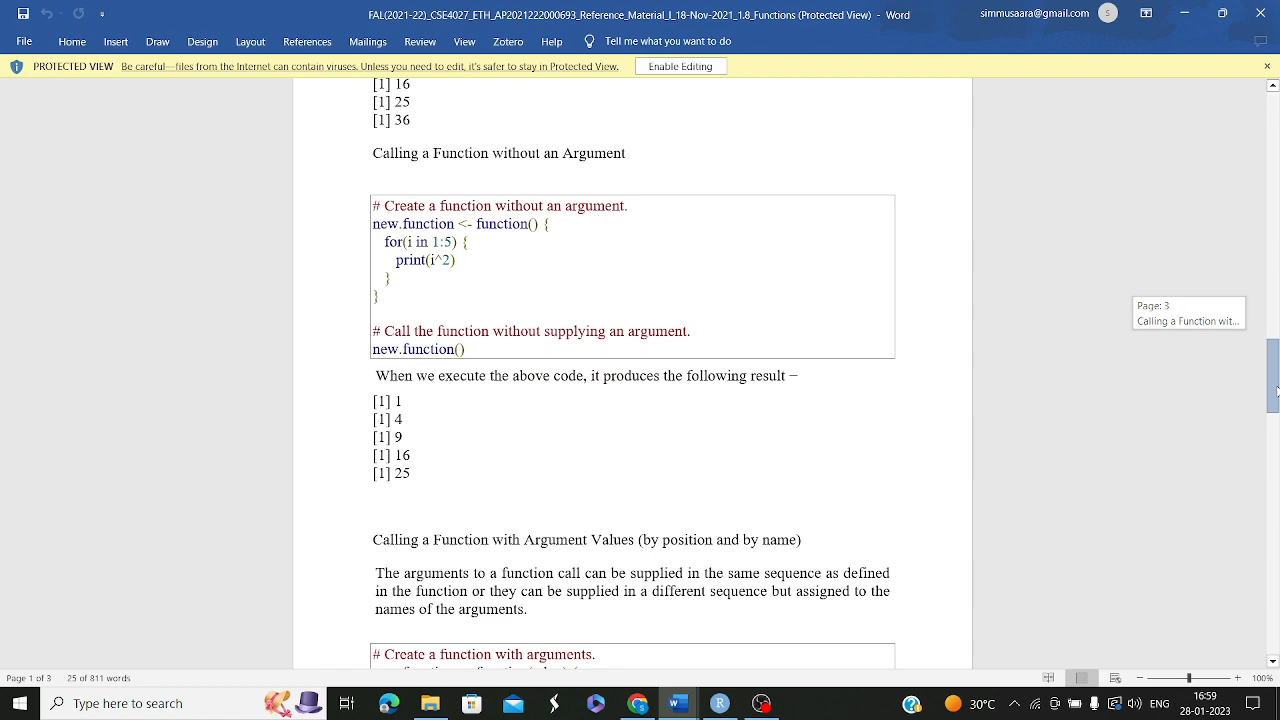 FAL(2021-22)_CSE4027_ETH_AP2021222000693_Reference_Material_I_18-Nov-2021_1.8_Functions (Protected View) - Word
simmusaara@gmail.com S
File Home Insert Draw Design Layout References Mailings Review View Zotero Help Tell me what you want to do
PROTECTED VIEW Be careful—files from the Internet can contain viruses. Unless you need to edit, it's safer to stay in Protected View. Enable Editing
[1] 16
[1] 25
[1] 36
Calling a Function without an Argument
# Create a function without an argument.
new.function <- function() {
for(i in 1:5) {
print(i^2)
}
}
# Call the function without supplying an argument.
new.function()
Page: 3
Calling a Function wit...
When we execute the above code, it produces the following result −
[1] 1
[1] 4
[1] 9
[1] 16
[1] 25
Calling a Function with Argument Values (by position and by name)
The arguments to a function call can be supplied in the same sequence as defined
in the function or they can be supplied in a different sequence but assigned to the
names of the arguments.
# Create a function with arguments.
Page 1 of 3 25 of 811 words
100%
Type here to search
30°C
ENG
16:59
28-01-2023